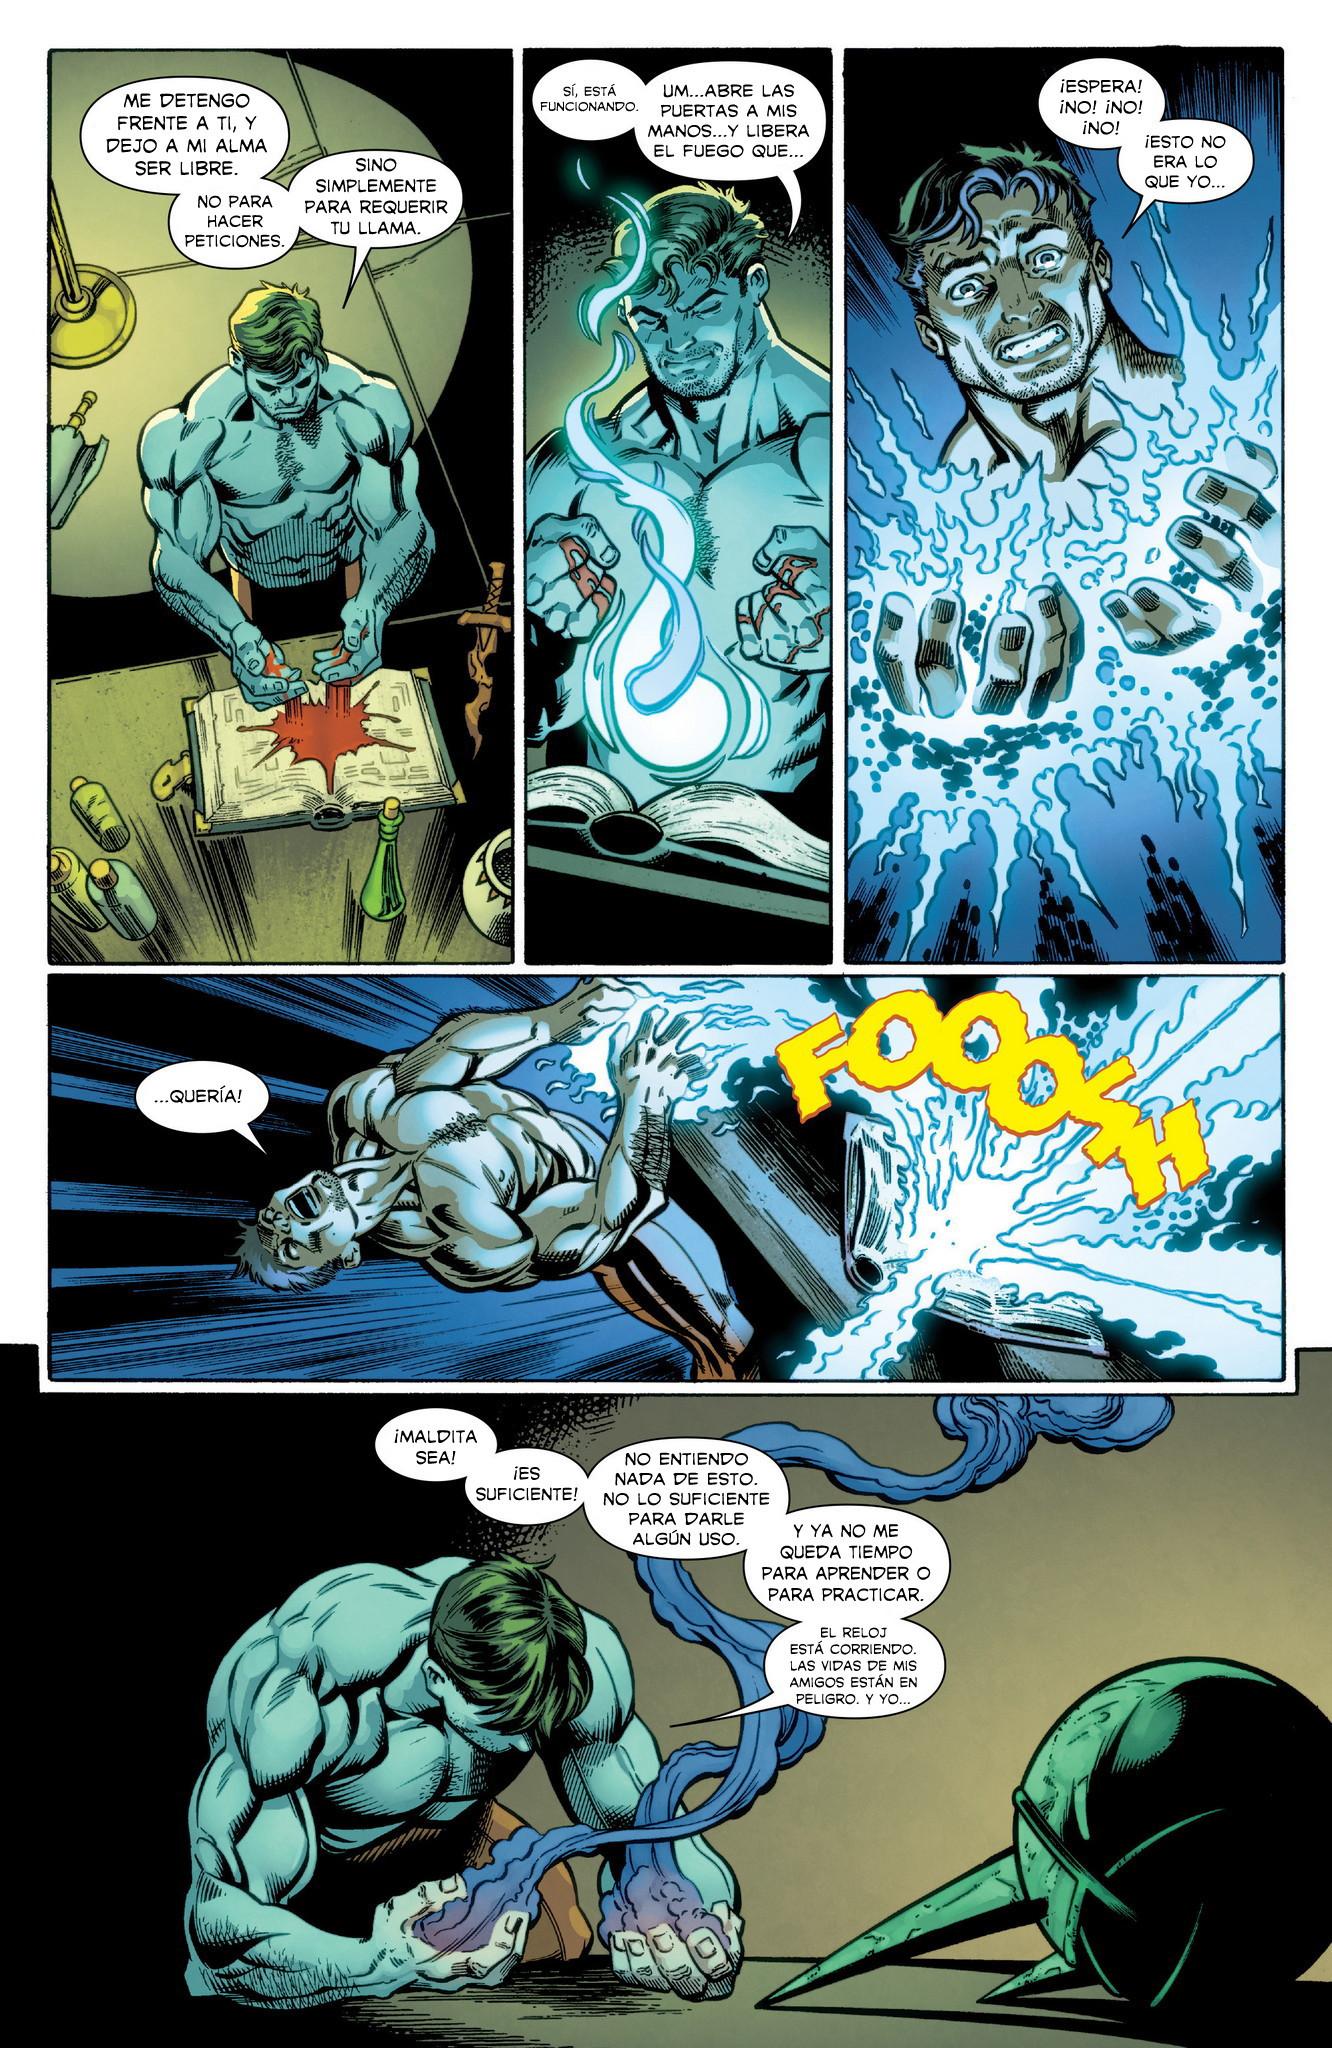 ME DETENGO
FRENTE A TI, Y
DEJO A MI ALMA
SER LIBRE.
NO PARA
HACER
PETICIONES.
SINO
SIMPLEMENTE
PARA REQUERIR
TU LLAMA.
SÍ, ESTÁ
FUNCIONANDO.
UM...ABRE LAS
PUERTAS A MIS
MANOS...Y LIBERA
EL FUEGO QUE...
¡ESPERA!
¡NO! ¡NO!
¡NO!
¡ESTO NO
ERA LO
QUE YO...
...QUERÍA!
FOOOSH
¡MALDITA
SEA!
¡ES
SUFICIENTE!
NO ENTIENDO
NADA DE ESTO.
NO LO SUFICIENTE
PARA DARLE
ALGÚN USO.
Y YA NO ME
QUEDA TIEMPO
PARA APRENDER O
PARA PRACTICAR.
EL RELOJ
ESTÁ CORRIENDO.
LAS VIDAS DE MIS
AMIGOS ESTÁN EN
PELIGRO. Y YO...